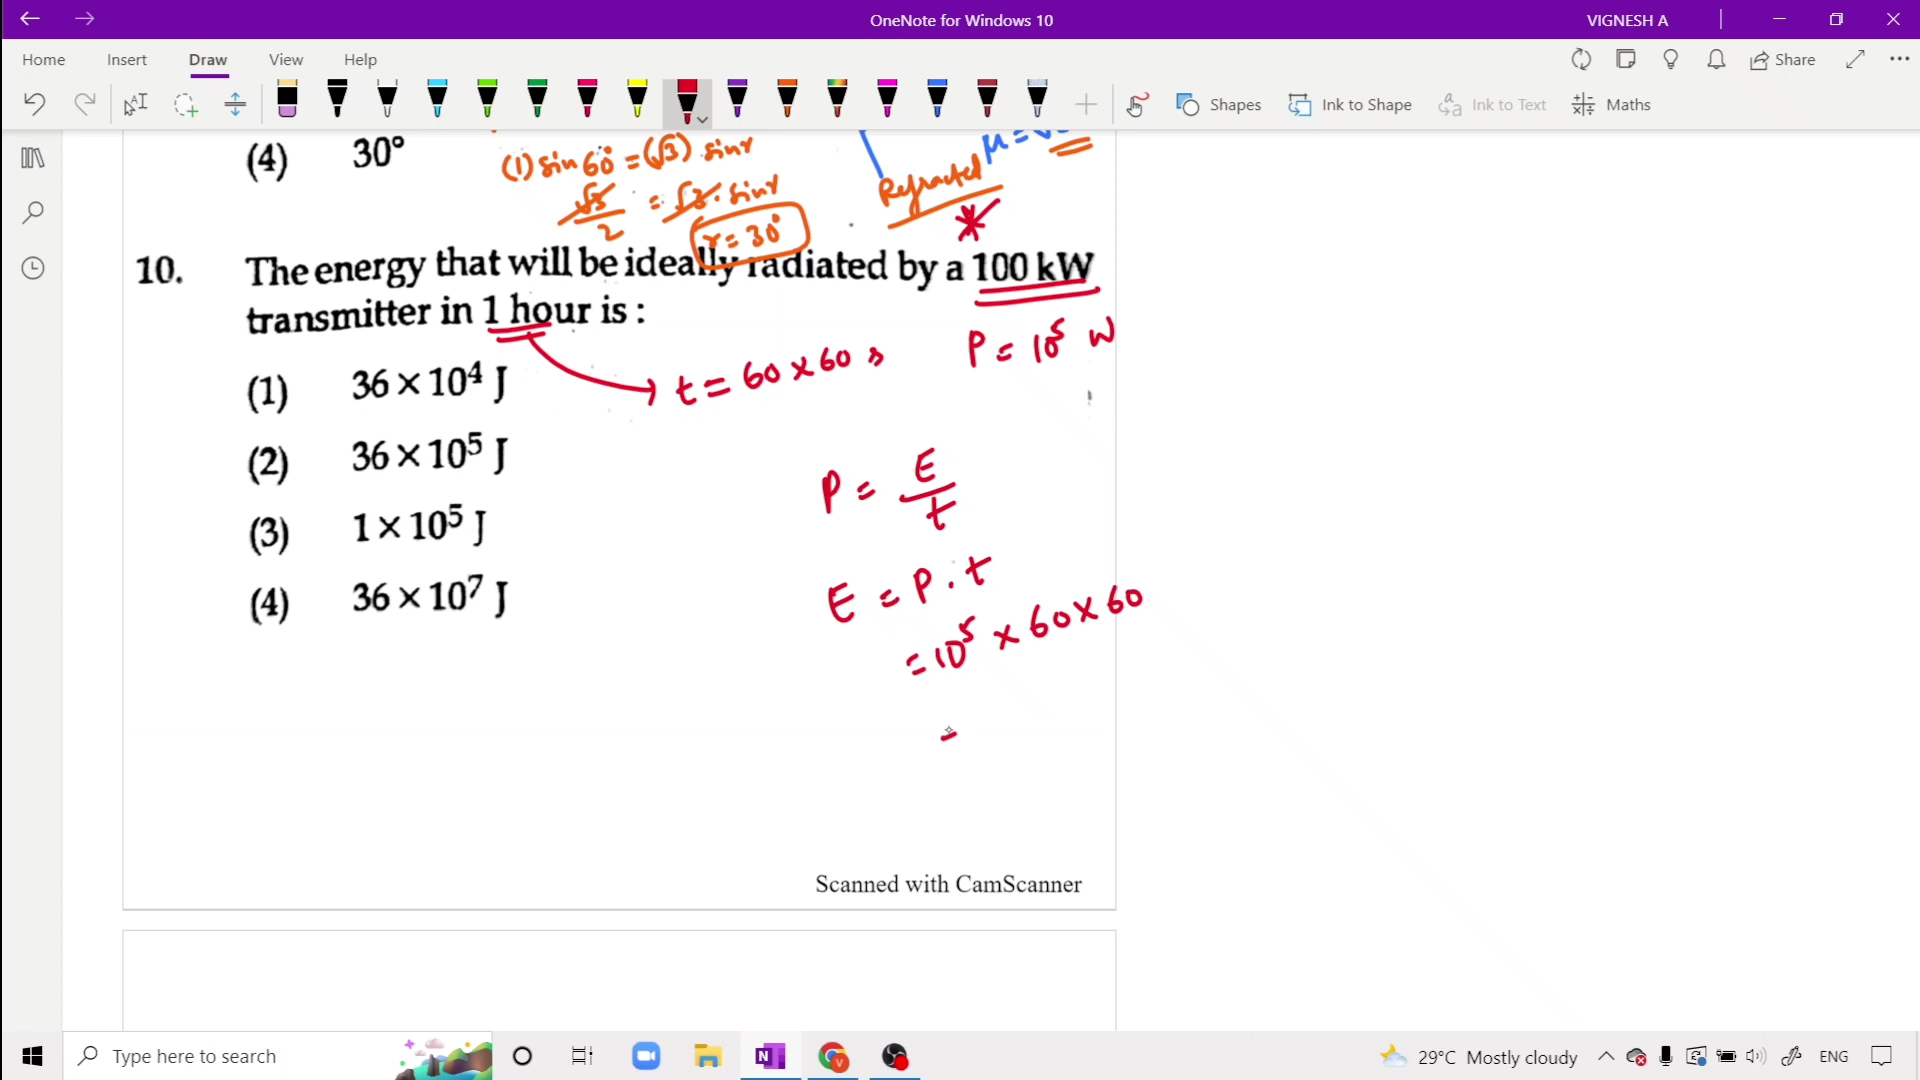 OneNote for Windows 10
VIGNESH A
Home Insert Draw View Help
Share
Shapes Ink to Shape Ink to Text Maths
(4) 30°
(1) sin 60° = (√3) sin r
√3/2 = √3 · sin r
r = 30°
Refracted
10. The energy that will be ideally radiated by a 100 kW
transmitter in 1 hour is :
t = 60 × 60 s
P = 10⁵ W
(1) 36 × 10⁴ J
(2) 36 × 10⁵ J
(3) 1 × 10⁵ J
(4) 36 × 10⁷ J
P = E/t
E = P . t
= 10⁵ × 60 × 60
Scanned with CamScanner
Type here to search
29°C Mostly cloudy
ENG